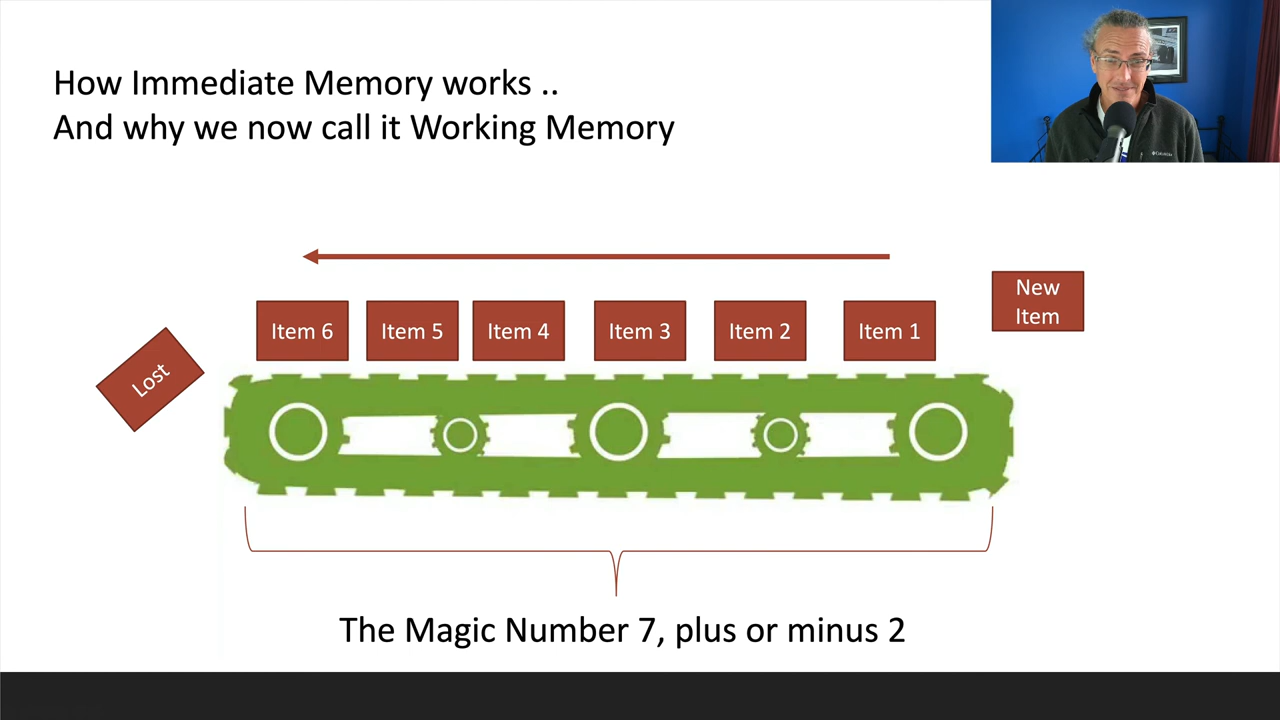 How Immediate Memory works ..
And why we now call it Working Memory
New
Item
Item 6
Item 5
Item 4
Item 3
Item 2
Item 1
Lost
The Magic Number 7, plus or minus 2
Columbia